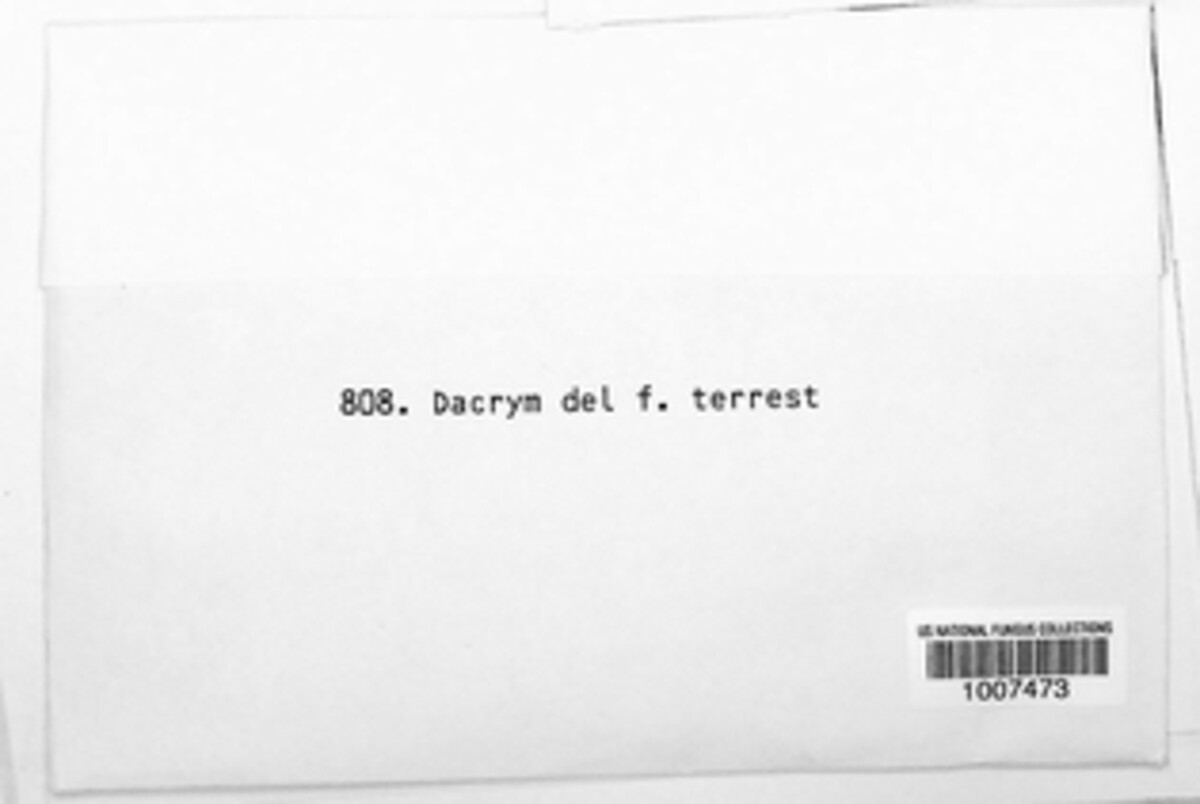 808. Dacrym del f. terrest
US NATIONAL FUNGUS COLLECTIONS
1007473